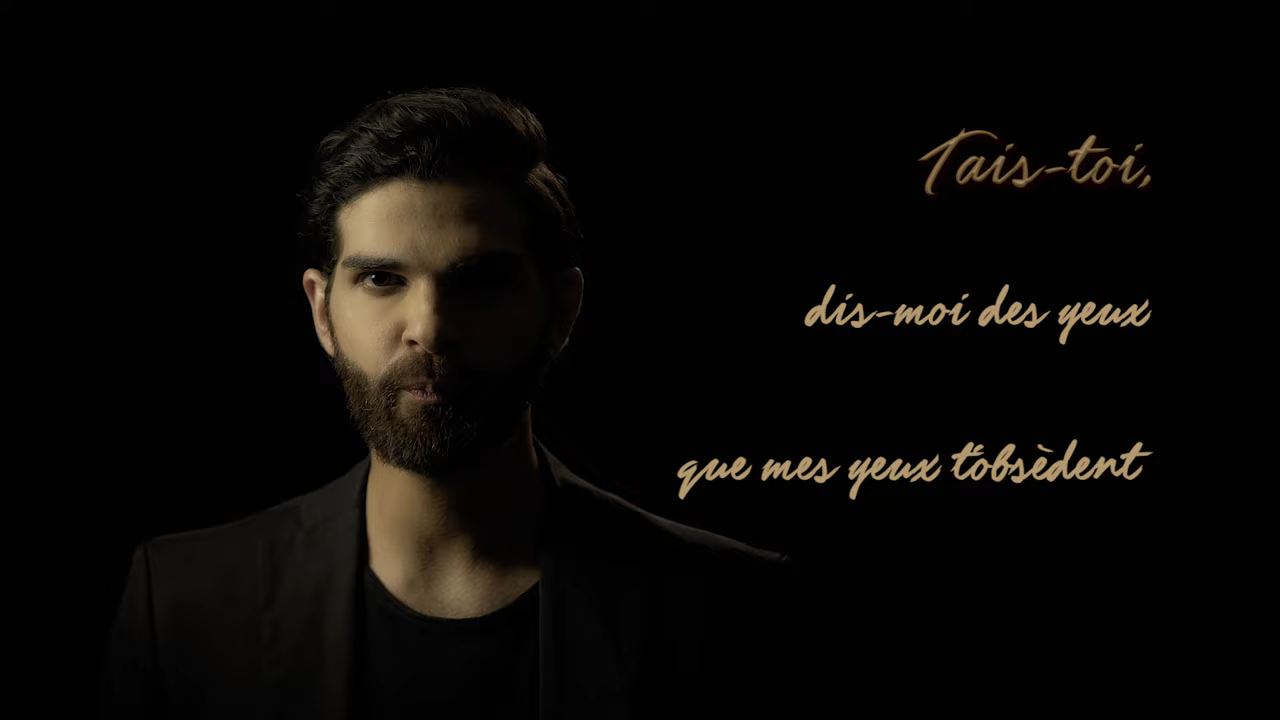 Tais-toi,
dis-moi des yeux
que mes yeux t'obsèdent